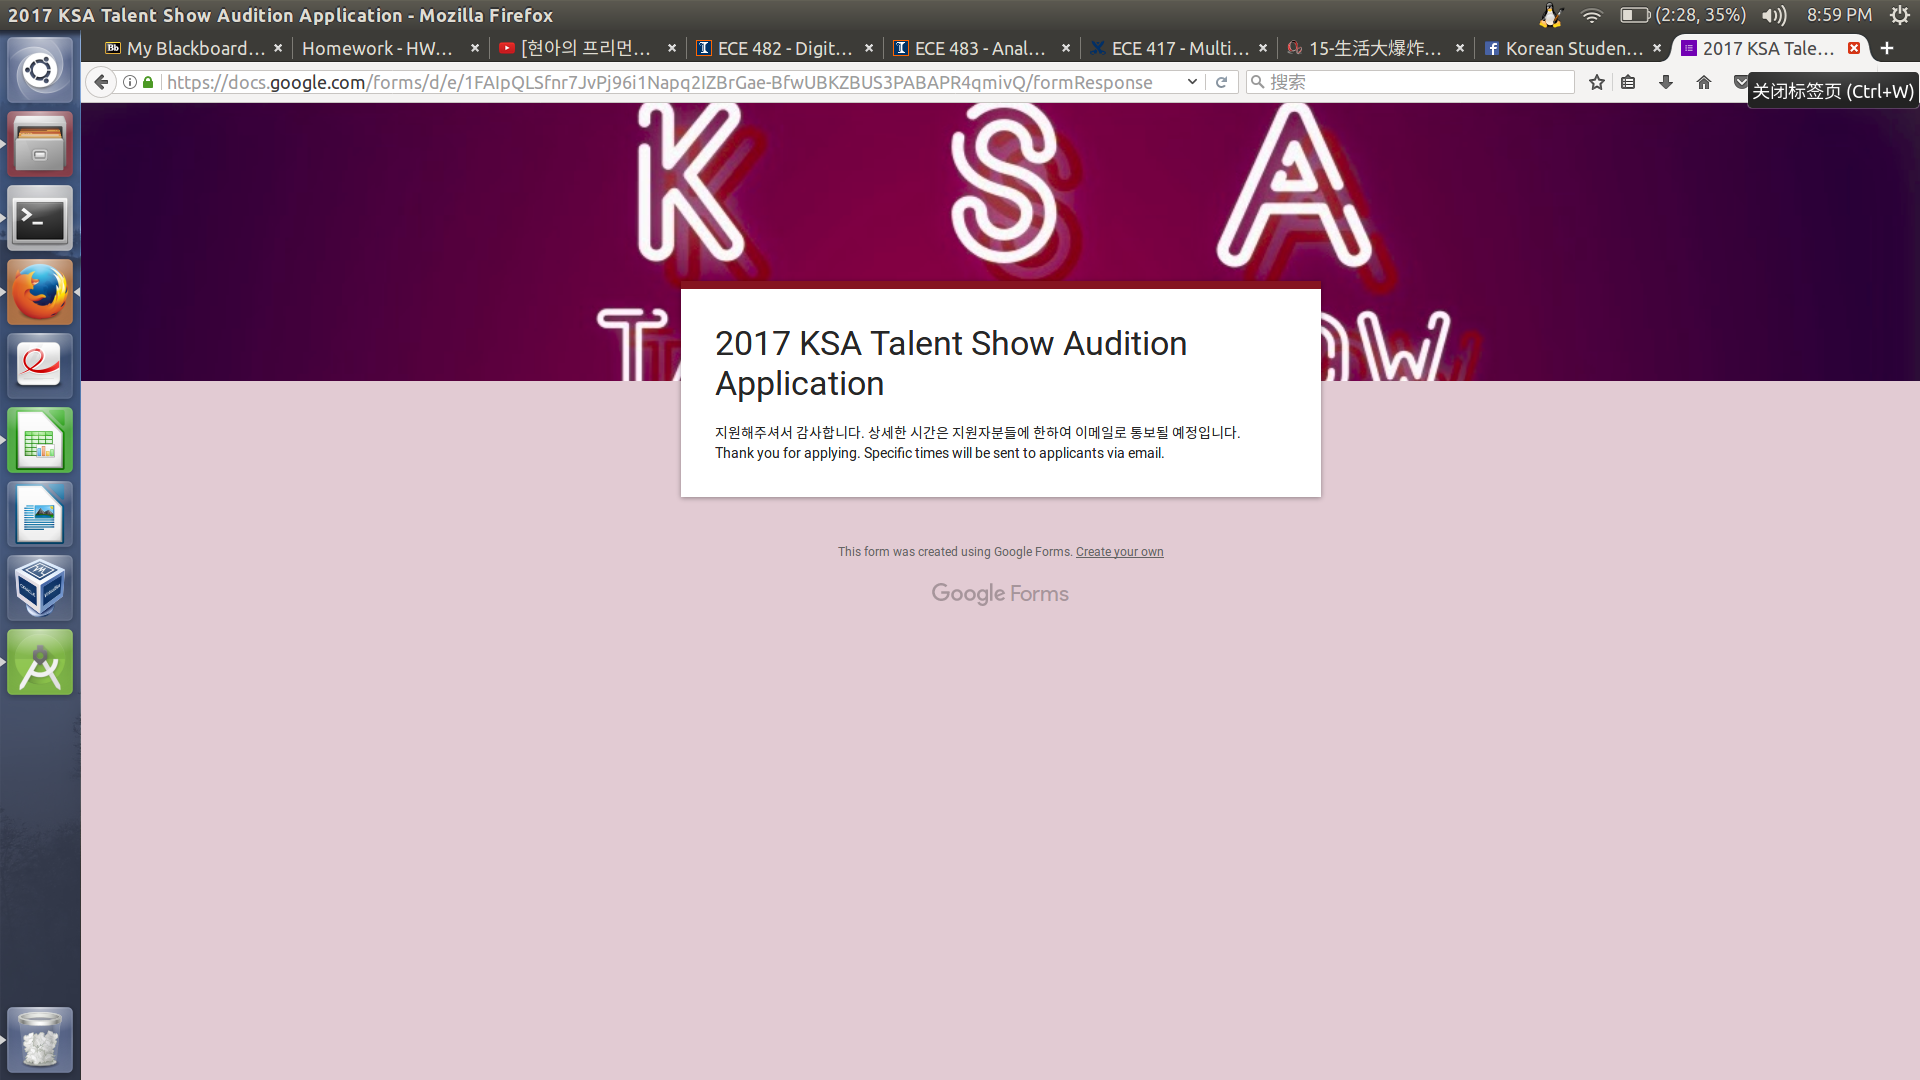 2017 KSA Talent Show Audition Application - Mozilla Firefox
(2:28, 35%)
8:59 PM
My Blackboard...
Homework - HW...
[현아의 프리먼...
ECE 482 - Digit...
ECE 483 - Anal...
ECE 417 - Multi...
15-生活大爆炸...
Korean Studen...
2017 KSA Tale...
https://docs.google.com/forms/d/e/1FAIpQLSfnr7JvPj96i1Napq2IZBrGae-BfwUBKZBUS3PABAPR4qmivQ/formResponse
搜索
关闭标签页 (Ctrl+W)
K S A
2017 KSA Talent Show Audition
Application
지원해주셔서 감사합니다. 상세한 시간은 지원자분들에 한하여 이메일로 통보될 예정입니다.
Thank you for applying. Specific times will be sent to applicants via email.
This form was created using Google Forms. Create your own
Google Forms